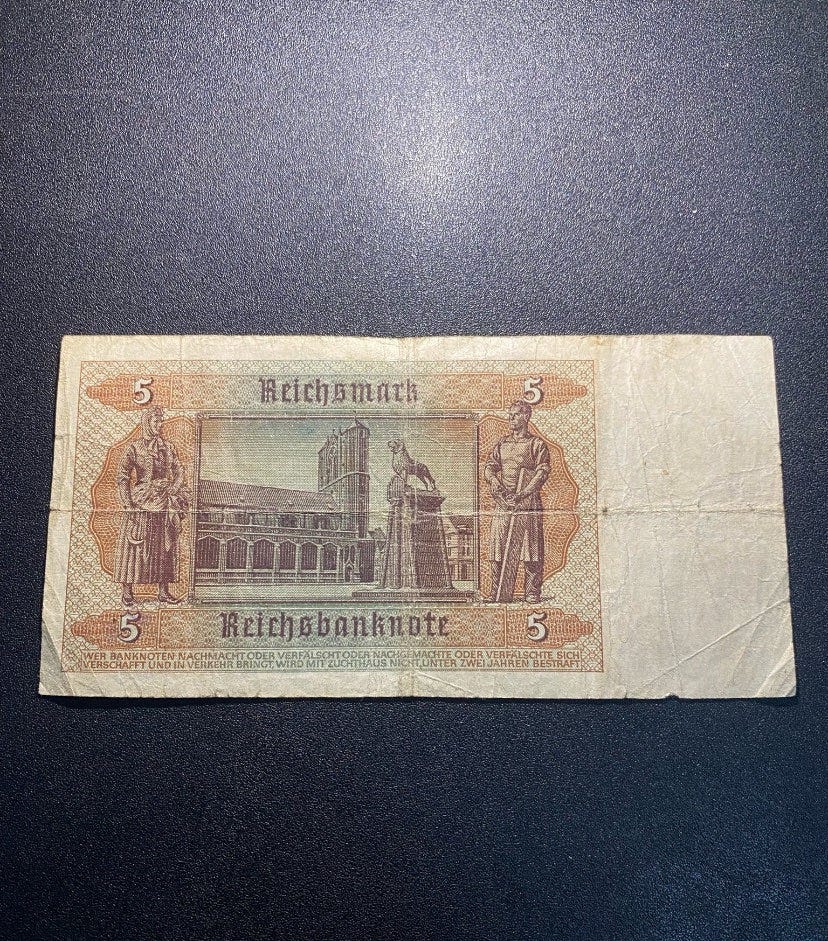 5 Reichsmark 5
5 Reichsbanknote 5
WER BANKNOTEN NACHMACHT ODER VERFÄLSCHT ODER NACHGEMACHTE ODER VERFÄLSCHTE SICH
VERSCHAFFT UND IN VERKEHR BRINGT, WIRD MIT ZUCHTHAUS NICHT UNTER ZWEI JAHREN BESTRAFT